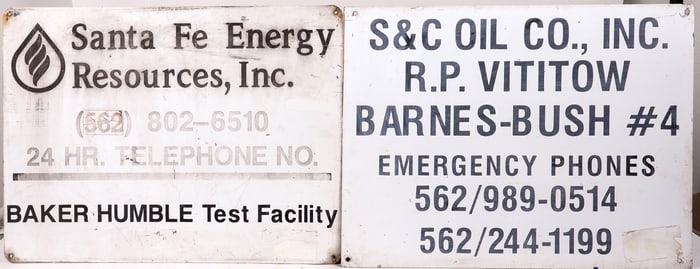 Santa Fe Energy
Resources, Inc.
(562) 802-6510
24 HR. TELEPHONE NO.
BAKER HUMBLE Test Facility
S&C OIL CO., INC.
R.P. VITITOW
BARNES-BUSH #4
EMERGENCY PHONES
562/989-0514
562/244-1199